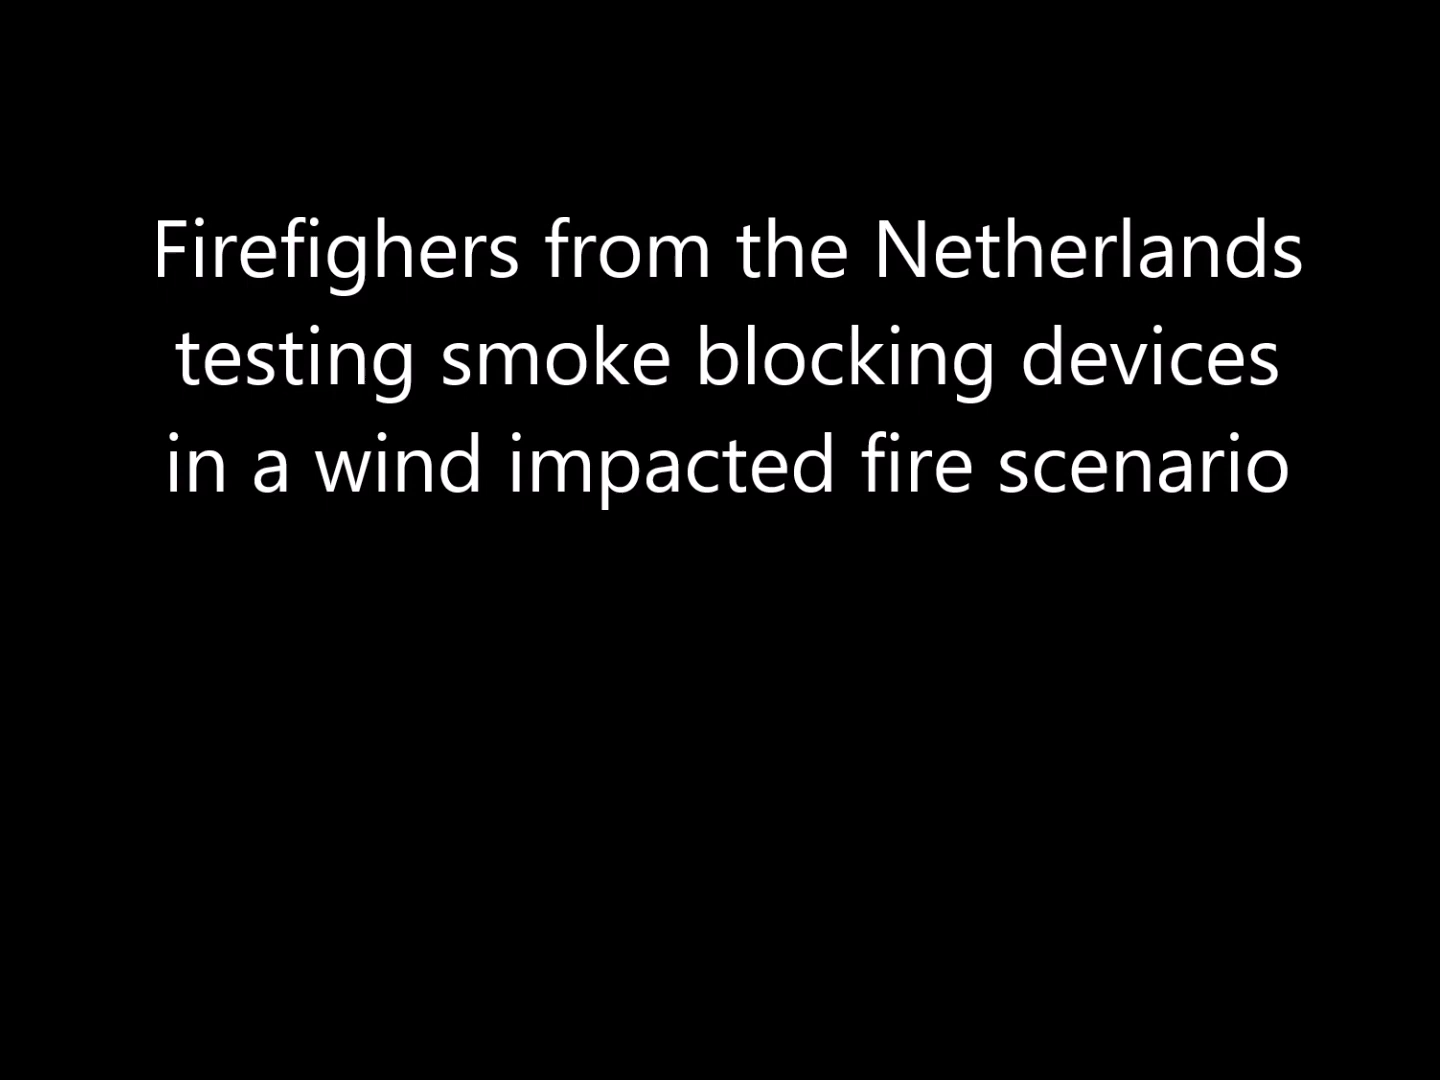 Firefighers from the Netherlands
testing smoke blocking devices
in a wind impacted fire scenario